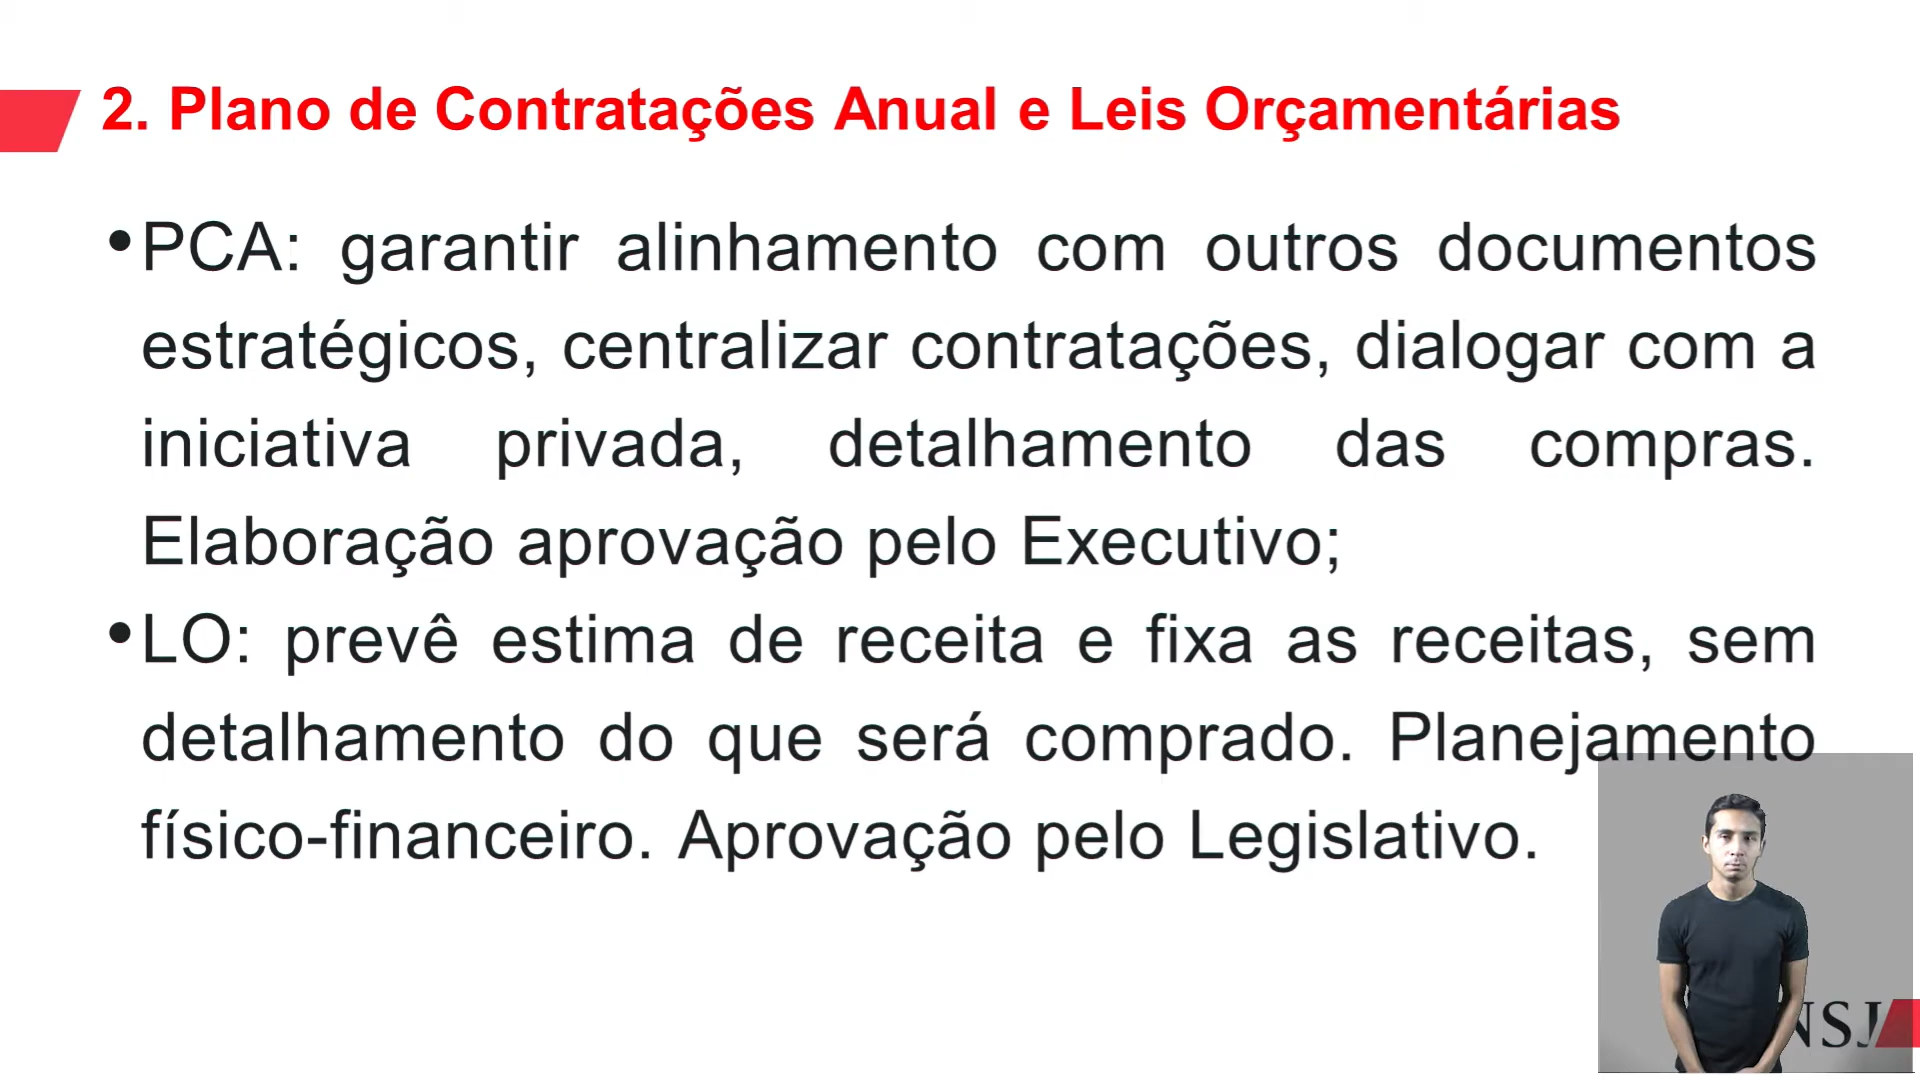 2. Plano de Contratações Anual e Leis Orçamentárias
•PCA: garantir alinhamento com outros documentos
estratégicos, centralizar contratações, dialogar com a
iniciativa privada, detalhamento das compras.
Elaboração aprovação pelo Executivo;
•LO: prevê estima de receita e fixa as receitas, sem
detalhamento do que será comprado. Planejamento
físico-financeiro. Aprovação pelo Legislativo.
NSJ